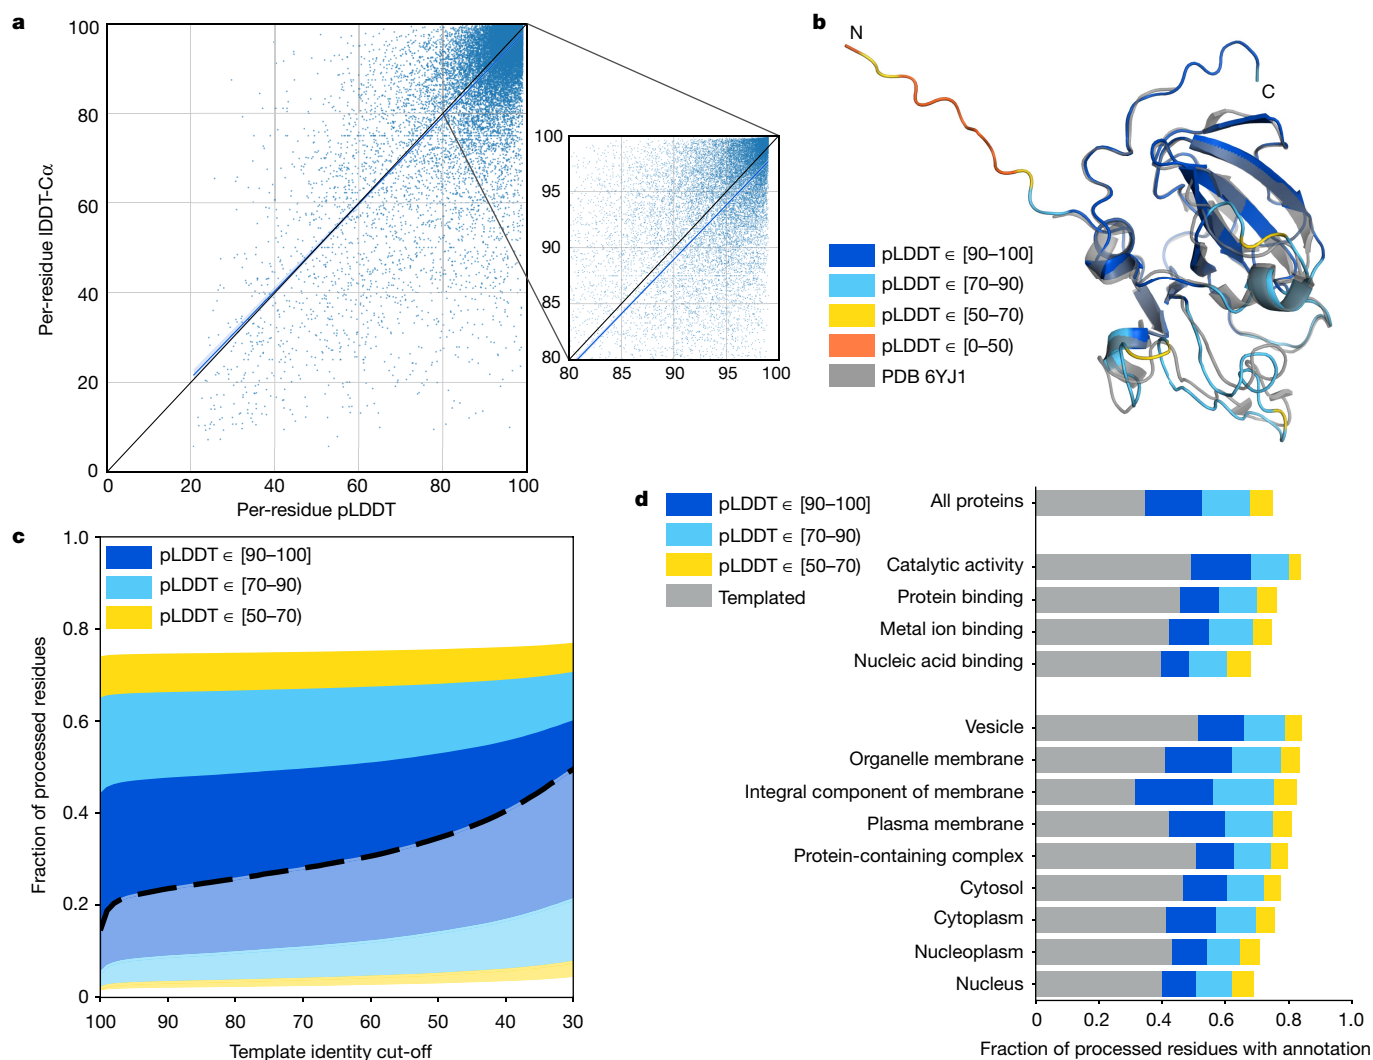 a
100
80
60
40
20
0
Per-residue lDDT-Cα
0 20 40 60 80 100
Per-residue pLDDT
100
95
90
85
80
80 85 90 95 100
b
N
C
pLDDT ∈ [90–100]
pLDDT ∈ [70–90)
pLDDT ∈ [50–70)
pLDDT ∈ [0–50)
PDB 6YJ1
c
pLDDT ∈ [90–100]
pLDDT ∈ [70–90)
pLDDT ∈ [50–70)
1.0
0.8
0.6
0.4
0.2
0
Fraction of processed residues
100 90 80 70 60 50 40 30
Template identity cut-off
d
pLDDT ∈ [90–100]
pLDDT ∈ [70–90)
pLDDT ∈ [50–70)
Templated
All proteins
Catalytic activity
Protein binding
Metal ion binding
Nucleic acid binding
Vesicle
Organelle membrane
Integral component of membrane
Plasma membrane
Protein-containing complex
Cytosol
Cytoplasm
Nucleoplasm
Nucleus
0 0.2 0.4 0.6 0.8 1.0
Fraction of processed residues with annotation